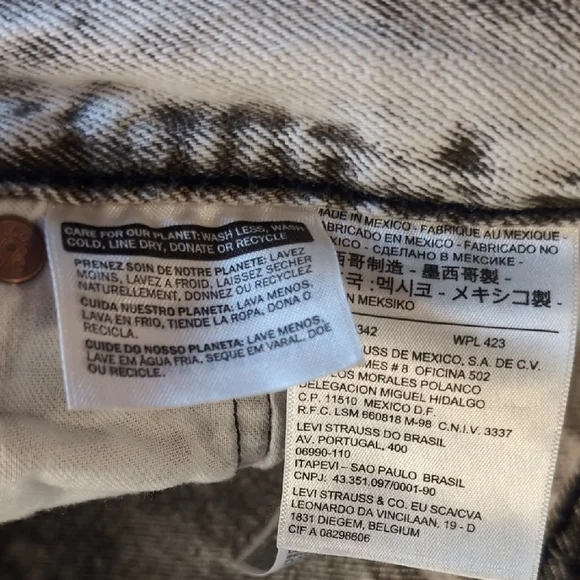 CARE FOR OUR PLANET: WASH LESS, WASH
COLD, LINE DRY, DONATE OR RECYCLE
PRENEZ SOIN DE NOTRE PLANETE: LAVEZ
MOINS, LAVEZ A FROID, LAISSEZ SECHER
NATURELLEMENT, DONNEZ OU RECYCLEZ
CUIDA NUESTRO PLANETA: LAVA MENOS,
LAVA EN FRIO, TIENDE LA ROPA, DONA O
RECICLA.
CUIDE DO NOSSO PLANETA: LAVE MENOS,
LAVE EM ÁGUA FRIA, SEQUE EM VARAL, DOE
OU RECICLE.
MADE IN MEXICO - FABRIQUE AU MEXIQUE -
FABRICADO EN MEXICO - FABRICADO NO
- СДЕЛАНО В МЕКСИКЕ -
西哥制造 - 墨西哥製 -
국 : 멕시코 - メキシコ製 -
MEKSIKO
342 WPL 423
USS DE MEXICO, S.A. DE C.V.
MES # 8 OFICINA 502
LOS MORALES POLANCO
DELEGACION MIGUEL HIDALGO
C.P. 11510 MEXICO D.F.
R.F.C. LSM 660818 M-98 C.N.I.V. 3337
LEVI STRAUSS DO BRASIL
AV. PORTUGAL, 400
06990-110
ITAPEVI - SAO PAULO BRASIL
CNPJ: 43.351.097/0001-90
LEVI STRAUSS & CO. EU SCA/CVA
LEONARDO DA VINCILAAN, 19 - D
1831 DIEGEM, BELGIUM
CIF A 08298606